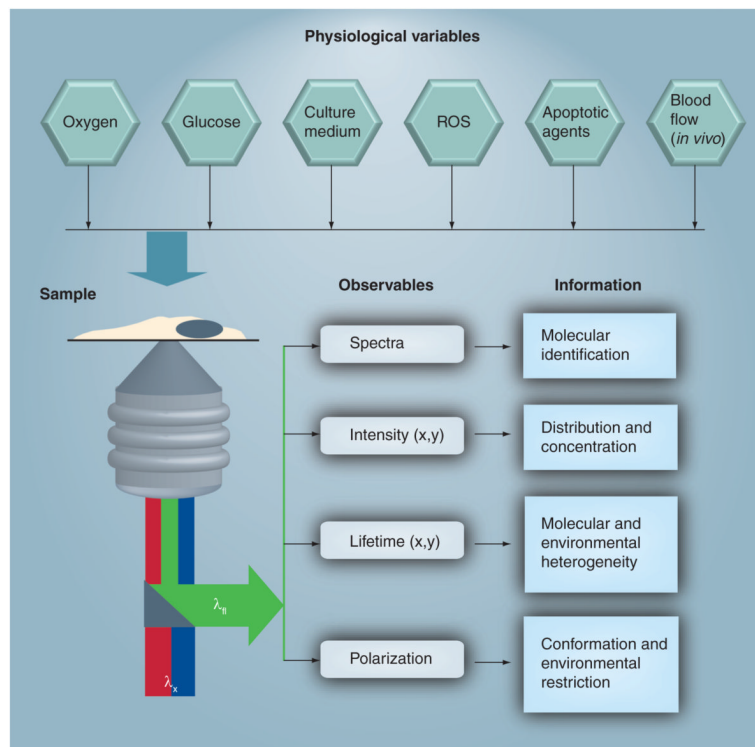 Physiological variables
Oxygen
Glucose
Culture
medium
ROS
Apoptotic
agents
Blood
flow
(in vivo)
Sample
Observables
Information
Spectra
Molecular
identification
Intensity (x,y)
Distribution and
concentration
Lifetime (x,y)
Molecular and
environmental
heterogeneity
λfl
Polarization
Conformation and
environmental
restriction
λx